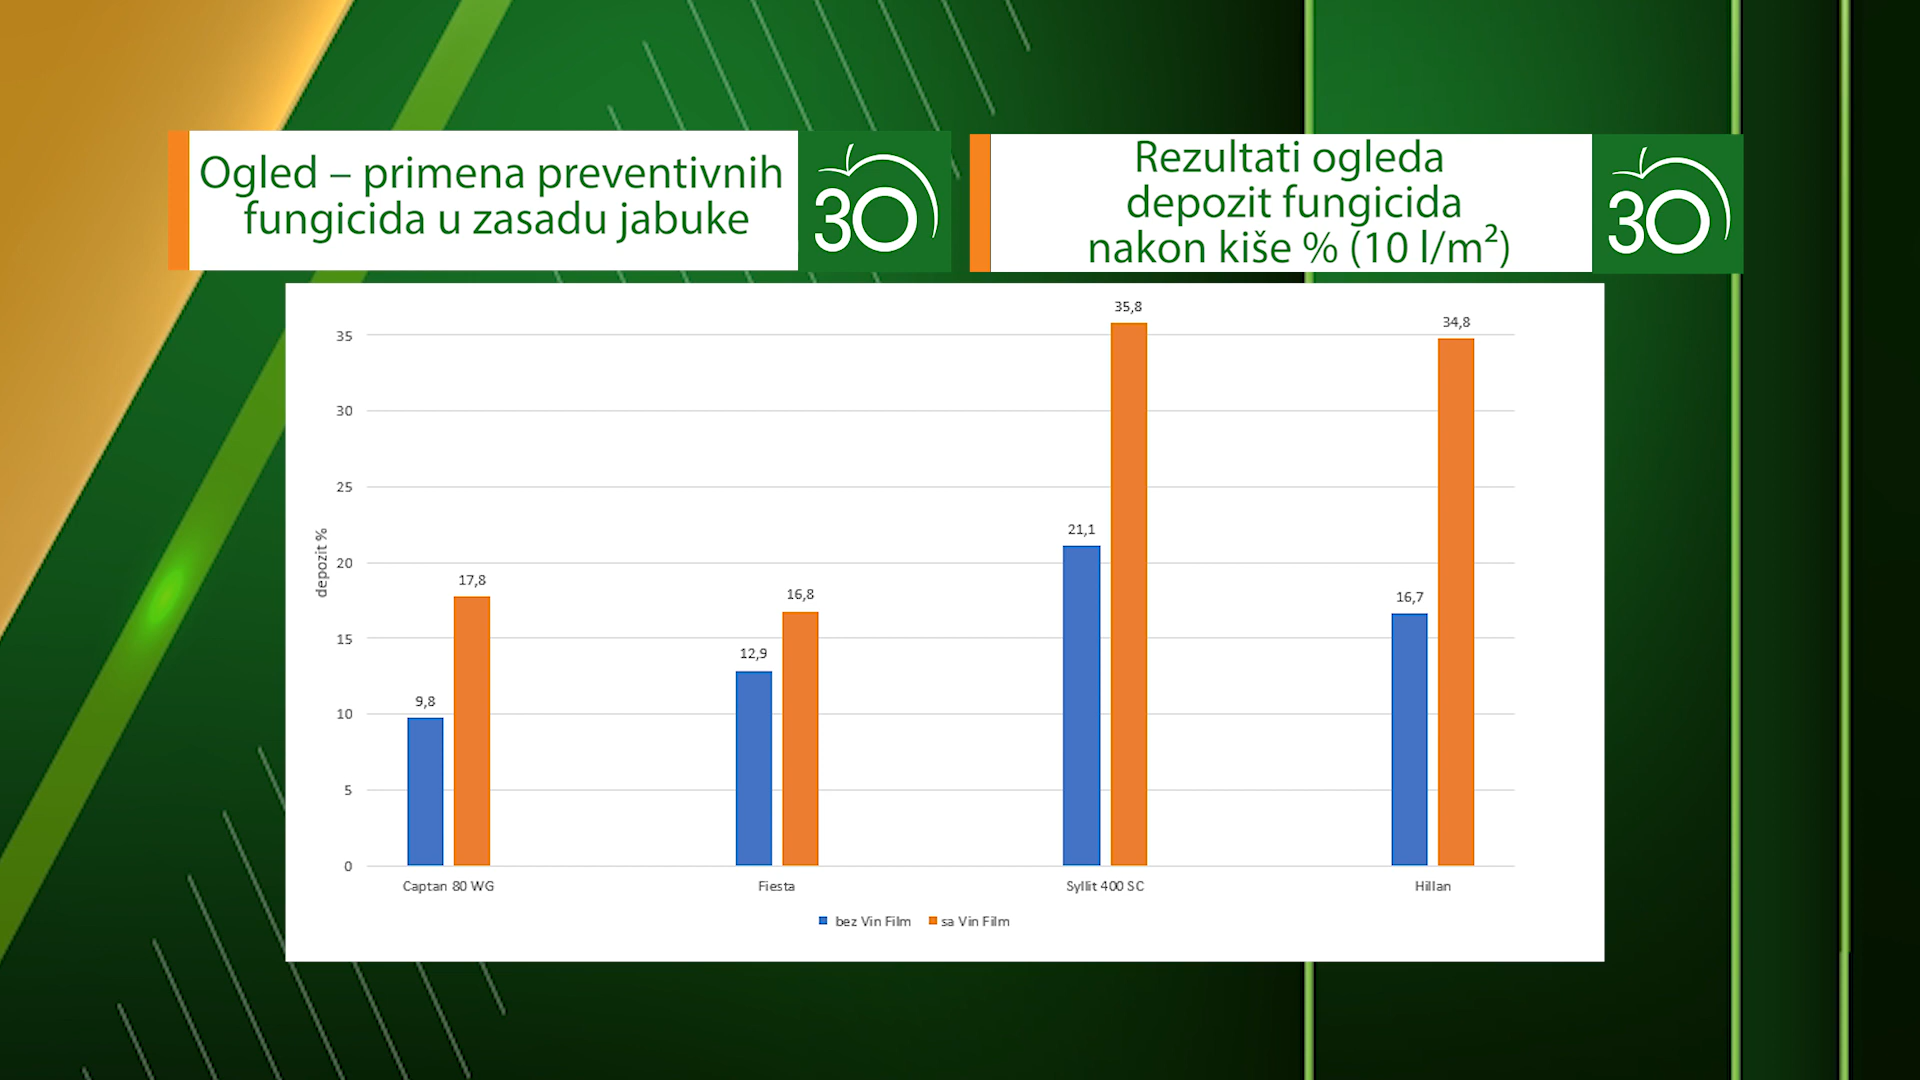 Ogled – primena preventivnih
fungicida u zasadu jabuke
30
Rezultati ogleda
depozit fungicida
nakon kiše % (10 l/m²)
30
depozit %
35
30
25
20
15
10
5
0
9,8
17,8
12,9
16,8
21,1
35,8
16,7
34,8
Captan 80 WG
Fiesta
Syllit 400 SC
Hillan
bez Vin Film
sa Vin Film